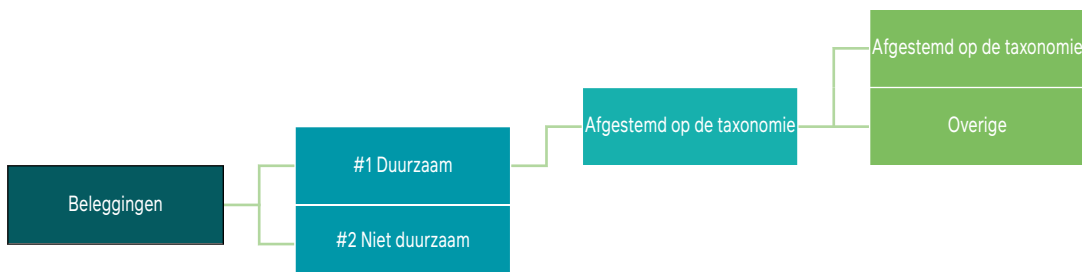 Beleggingen
#1 Duurzaam
#2 Niet duurzaam
Afgestemd op de taxonomie
Afgestemd op de taxonomie
Overige